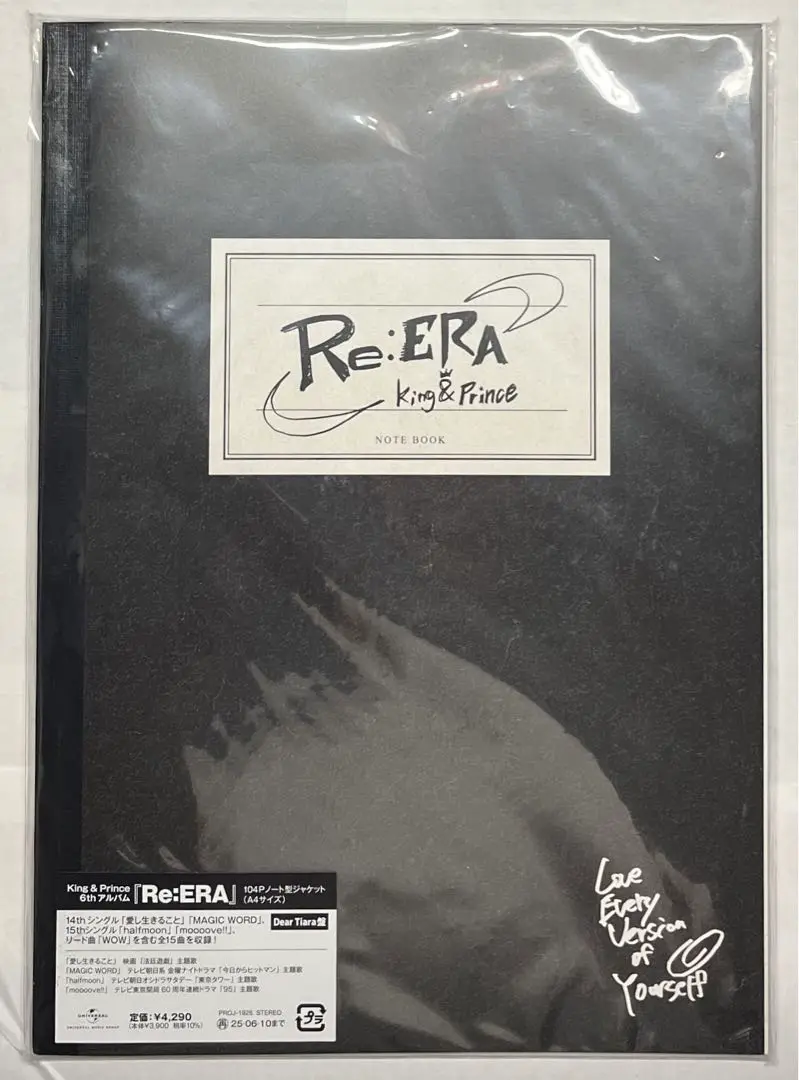 Re:ERA
King & Prince
NOTE BOOK
Love
Every
Version
of
Yourself
King & Prince
6thアルバム『Re:ERA』104Pノート型ジャケット
(A4サイズ)
14thシングル「愛し生きること」「MAGIC WORD」、
15thシングル「halfmoon」「moooove!!」、
リード曲「WOW」を含む全15曲を収録!
Dear Tiara盤
「愛し生きること」 映画「法廷遊戯」主題歌
「MAGIC WORD」 テレビ朝日系 金曜ナイトドラマ「今日からヒットマン」主題歌
「halfmoon」 テレビ朝日オシドラサタデー「東京タワー」主題歌
「moooove!!」 テレビ東京開局60周年連続ドラマ「95」主題歌
UNIVERSAL
UNIVERSAL MUSIC GROUP
定価:¥4,290
(本体¥3,900 税率10%)
PROJ-1926 STEREO
再 25・06・10まで
プラ